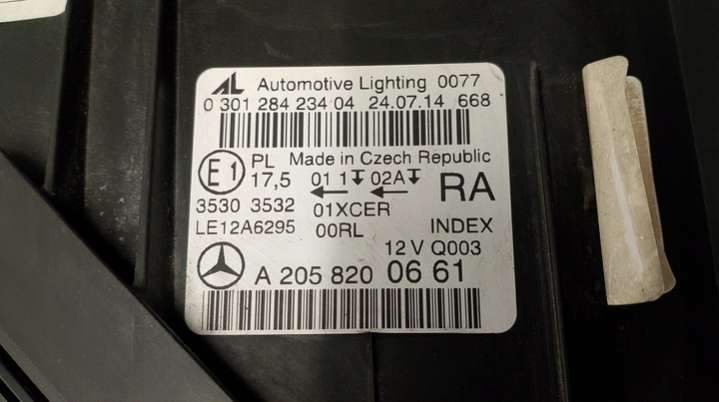 AL Automotive Lighting 0077
0 301 284 234 04 24.07.14 668
E1 PL Made in Czech Republic
17,5 01 1 02A RA
3530 3532 01XCER
LE12A6295 00RL INDEX
12 V Q003
A 205 820 06 61